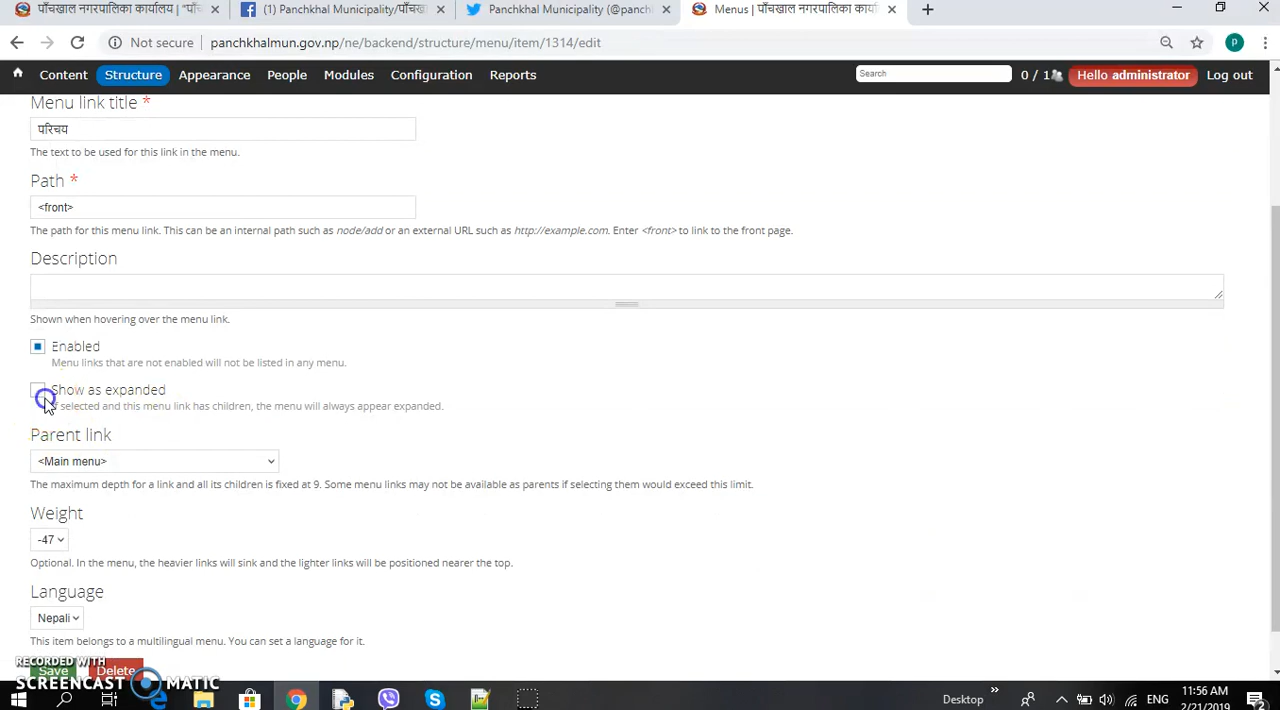 पाँचखाल नगरपालिका कार्यालय | "पाँ
(1) Panchkhal Municipality/पाँचख
Panchkhal Municipality (@panch
Menus | पाँचखाल नगरपालिका कार्या
Not secure panchkhalmun.gov.np/ne/backend/structure/menu/item/1314/edit
Content Structure Appearance People Modules Configuration Reports Search 0 / 1 Hello administrator Log out
Menu link title *
परिचय
The text to be used for this link in the menu.
Path *
<front>
The path for this menu link. This can be an internal path such as node/add or an external URL such as http://example.com. Enter <front> to link to the front page.
Description
Shown when hovering over the menu link.
Enabled
Menu links that are not enabled will not be listed in any menu.
Show as expanded
If selected and this menu link has children, the menu will always appear expanded.
Parent link
<Main menu>
The maximum depth for a link and all its children is fixed at 9. Some menu links may not be available as parents if selecting them would exceed this limit.
Weight
-47
Optional. In the menu, the heavier links will sink and the lighter links will be positioned nearer the top.
Language
Nepali
This item belongs to a multilingual menu. You can set a language for it.
Save Delete
RECORDED WITH
SCREENCAST MATIC
Desktop
ENG
11:56 AM
2/21/2019
2